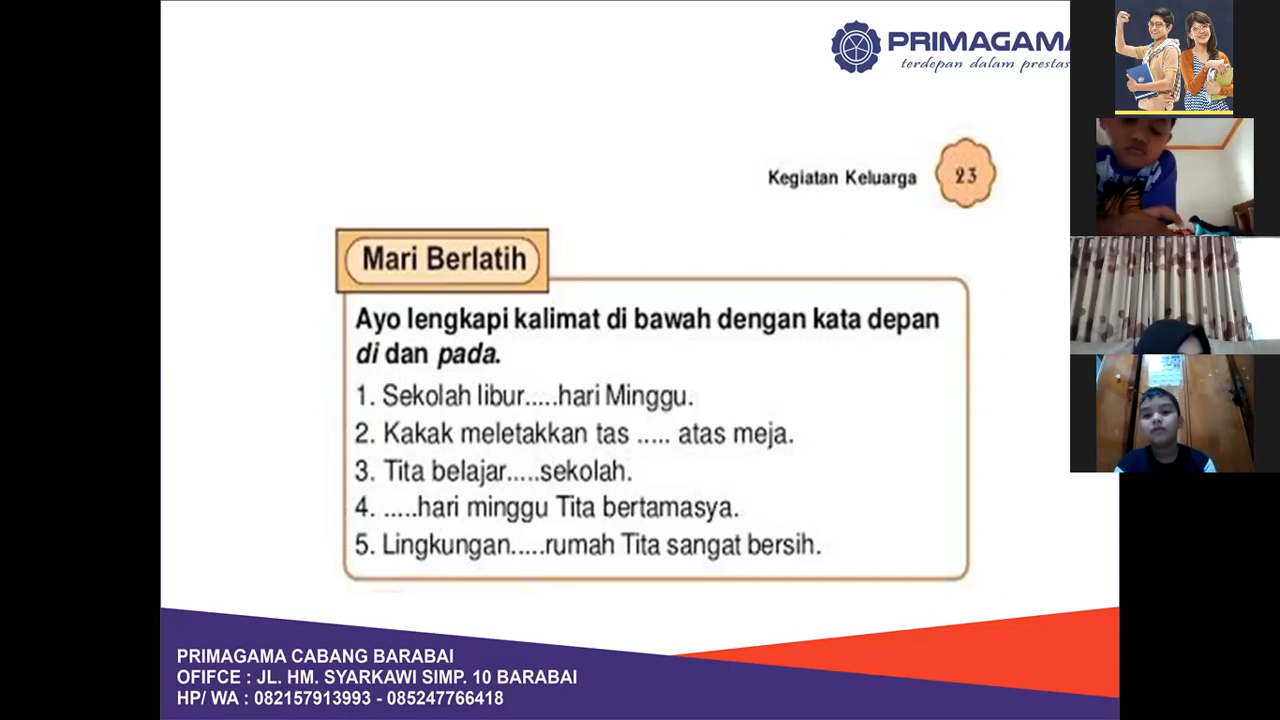 PRIMAGAMA
terdepan dalam prestas
Kegiatan Keluarga 23
Mari Berlatih
Ayo lengkapi kalimat di bawah dengan kata depan
di dan pada.
1. Sekolah libur.....hari Minggu.
2. Kakak meletakkan tas ..... atas meja.
3. Tita belajar.....sekolah.
4. .....hari minggu Tita bertamasya.
5. Lingkungan.....rumah Tita sangat bersih.
PRIMAGAMA CABANG BARABAI
OFIFCE : JL. HM. SYARKAWI SIMP. 10 BARABAI
HP/ WA : 082157913993 - 085247766418